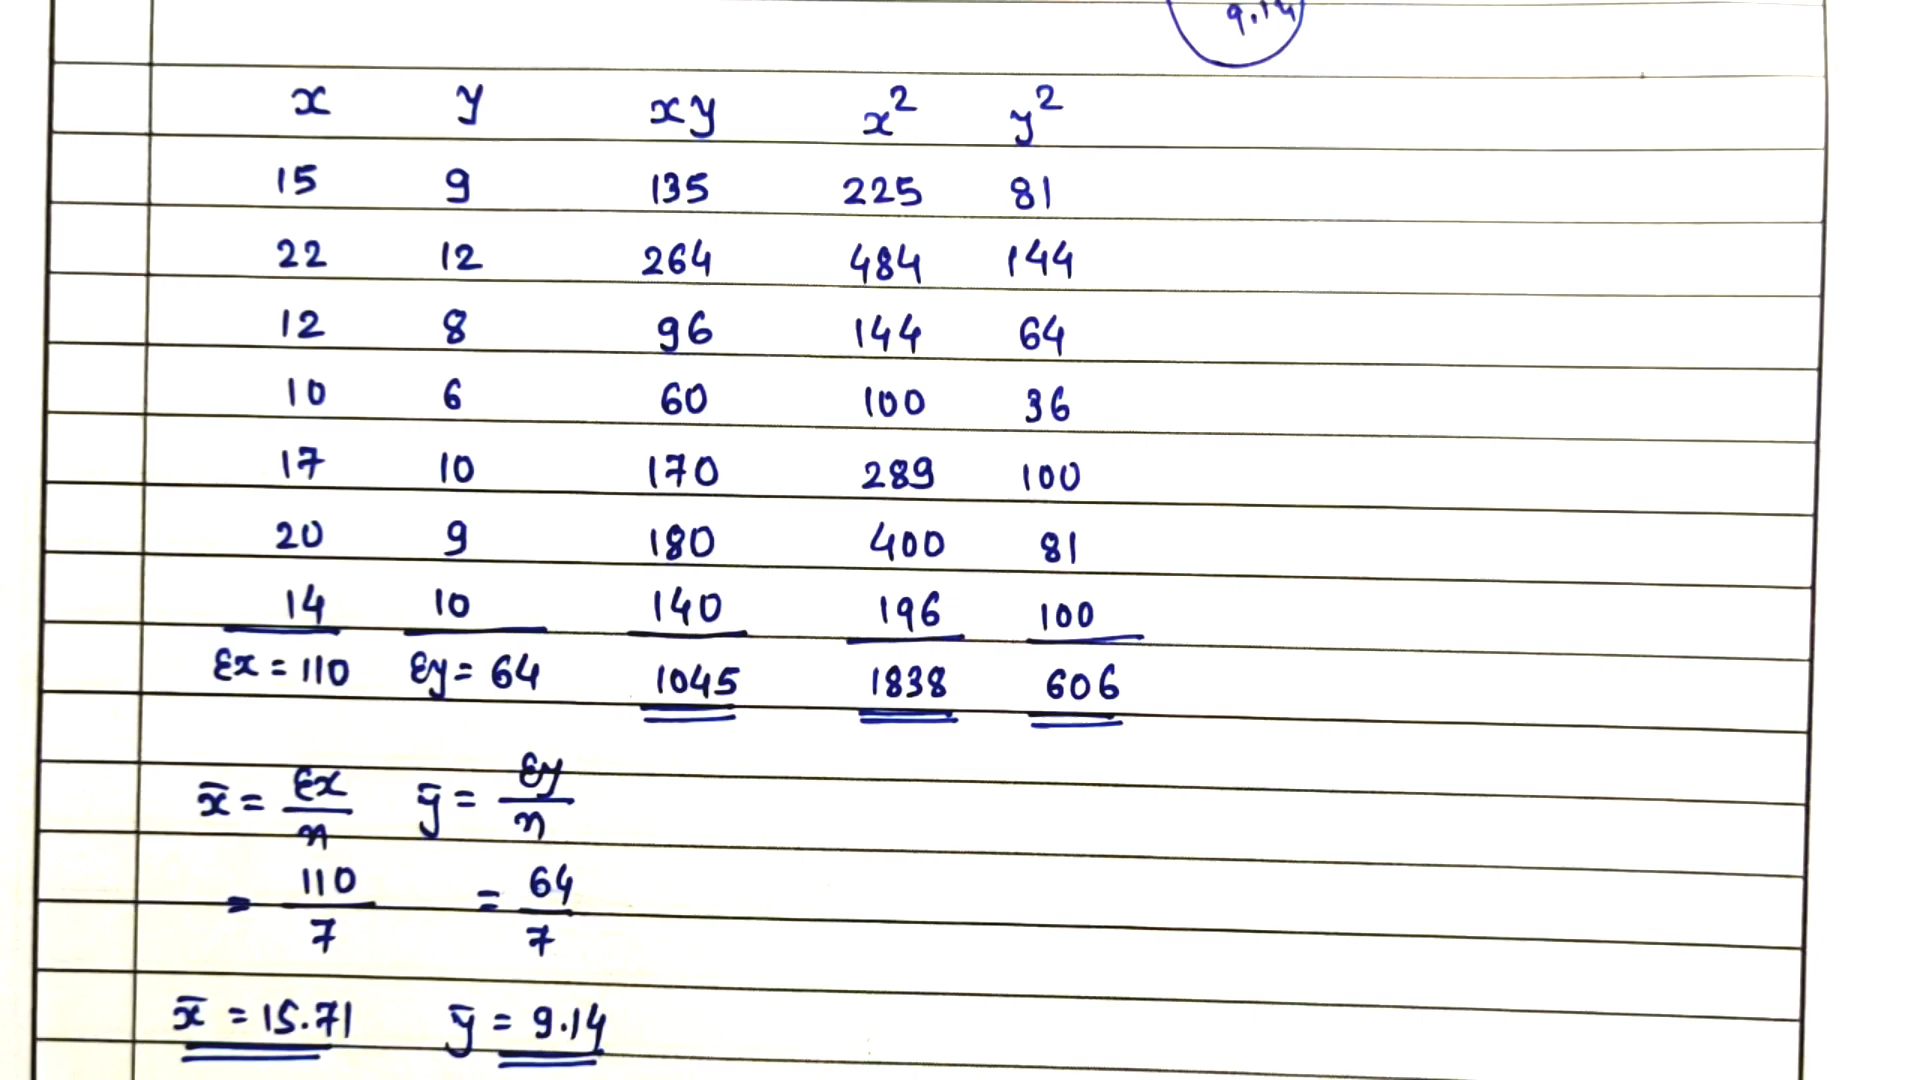 9.14
x y xy x² y²
15 9 135 225 81
22 12 264 484 144
12 8 96 144 64
10 6 60 100 36
17 10 170 289 100
20 9 180 400 81
14 10 140 196 100
Σx = 110 Σy = 64 1045 1838 606
x̄ = Σx/n ȳ = Σy/n
= 110/7 = 64/7
x̄ = 15.71 ȳ = 9.14